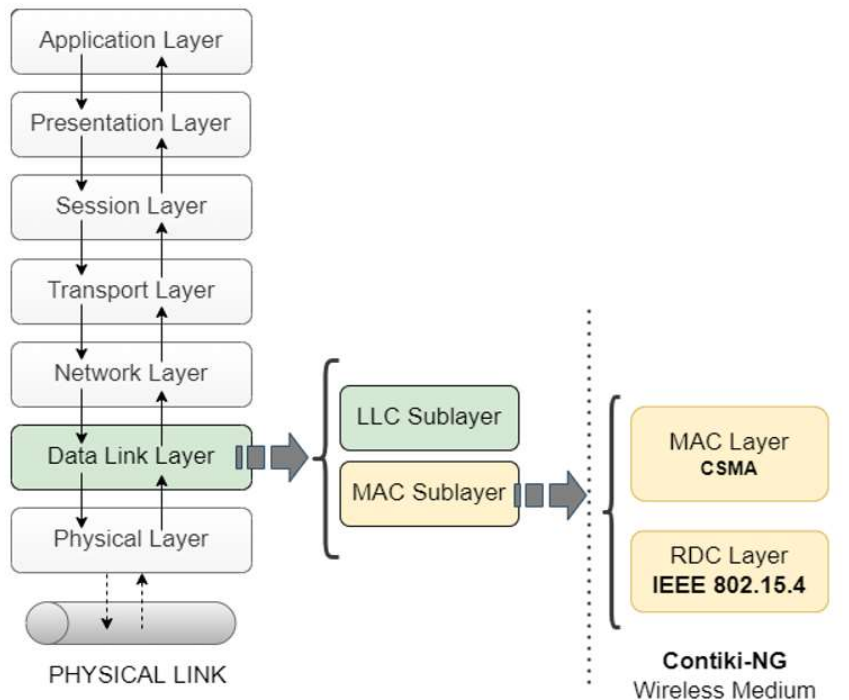 Application Layer
Presentation Layer
Session Layer
Transport Layer
Network Layer
Data Link Layer
Physical Layer
PHYSICAL LINK
LLC Sublayer
MAC Sublayer
MAC Layer
CSMA
RDC Layer
IEEE 802.15.4
Contiki-NG
Wireless Medium